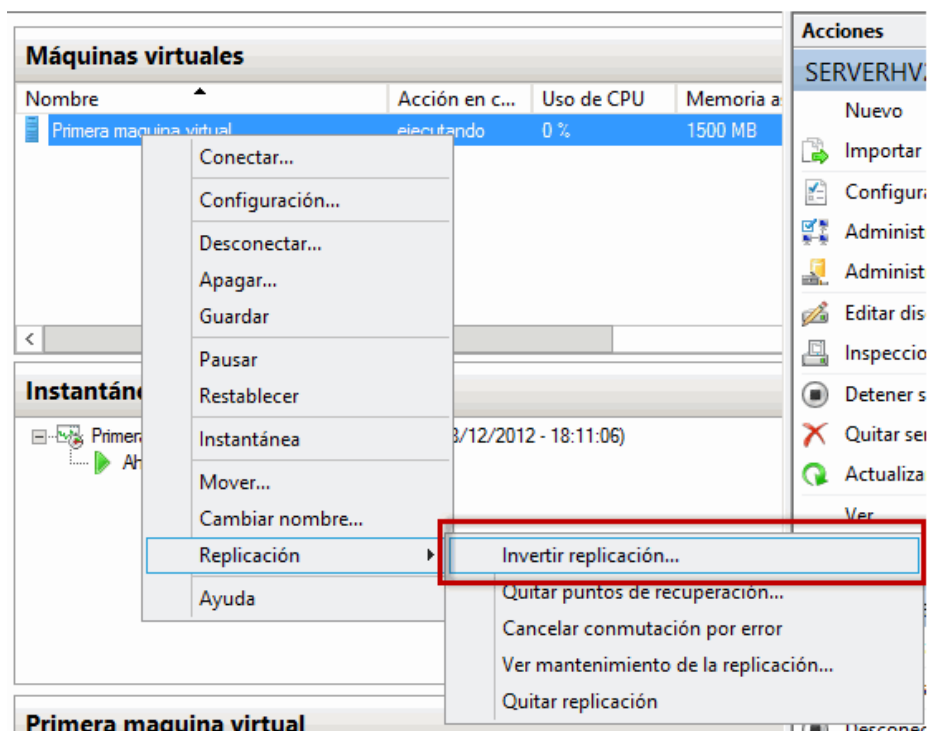 Máquinas virtuales
Nombre Acción en c... Uso de CPU Memoria a
Primera maquina virtual ejecutando 0 % 1500 MB
Conectar...
Configuración...
Desconectar...
Apagar...
Guardar
Pausar
Restablecer
Instantánea
Mover...
Cambiar nombre...
Replicación
Ayuda
Invertir replicación...
Quitar puntos de recuperación...
Cancelar conmutación por error
Ver mantenimiento de la replicación...
Quitar replicación
Instantáne
Primer /12/2012 - 18:11:06)
Ah
Primera maquina virtual
Acciones
SERVERHV
Nuevo
Importar
Configura
Administ
Administ
Editar dis
Inspeccio
Detener s
Quitar ser
Actualiza
Ver
Desconec